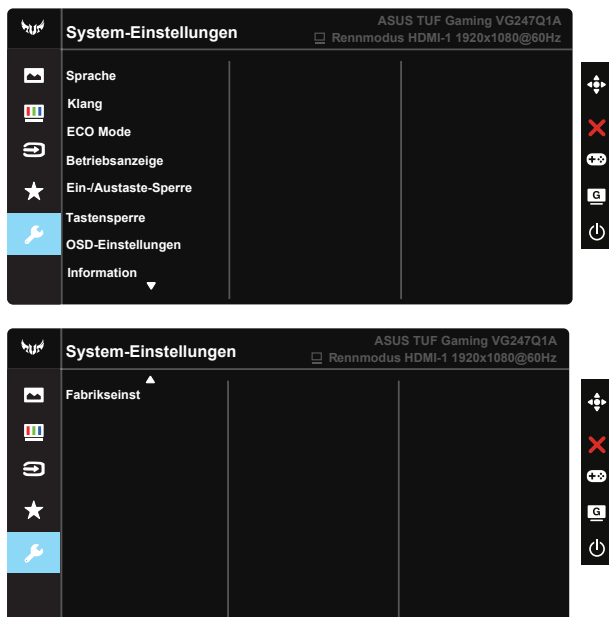 System-Einstellungen
ASUS TUF Gaming VG247Q1A
Rennmodus HDMI-1 1920x1080@60Hz
Sprache
Klang
ECO Mode
Betriebsanzeige
Ein-/Austaste-Sperre
Tastensperre
OSD-Einstellungen
Information
G
System-Einstellungen
ASUS TUF Gaming VG247Q1A
Rennmodus HDMI-1 1920x1080@60Hz
Fabrikseinst
G